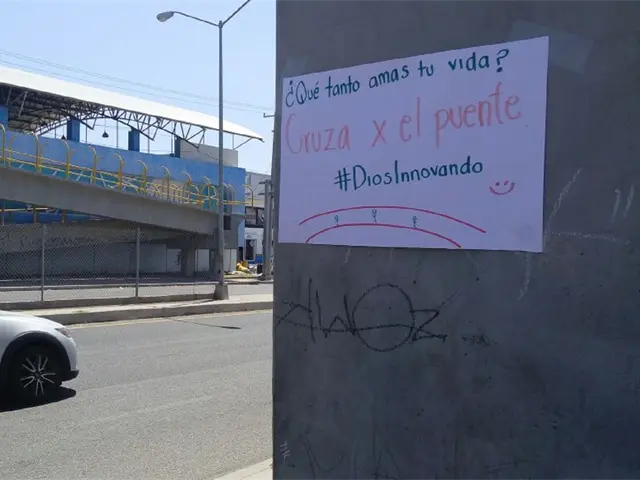 ¿Qué tanto amas tu vida?
Cruza x el puente
#DiosInnovando